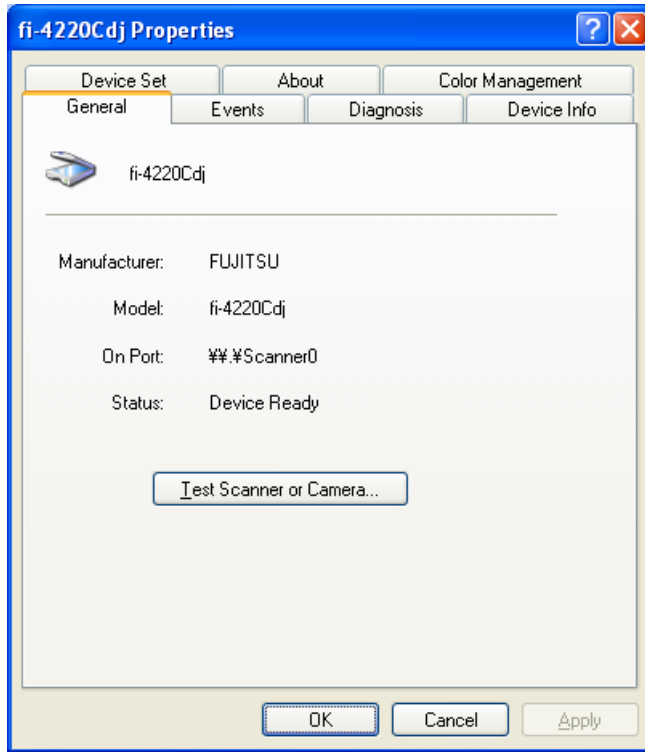 fi-4220Cdj Properties
Device Set About Color Management
General Events Diagnosis Device Info
fi-4220Cdj
Manufacturer: FUJITSU
Model: fi-4220Cdj
On Port: ¥¥.¥Scanner0
Status: Device Ready
Test Scanner or Camera...
OK Cancel Apply